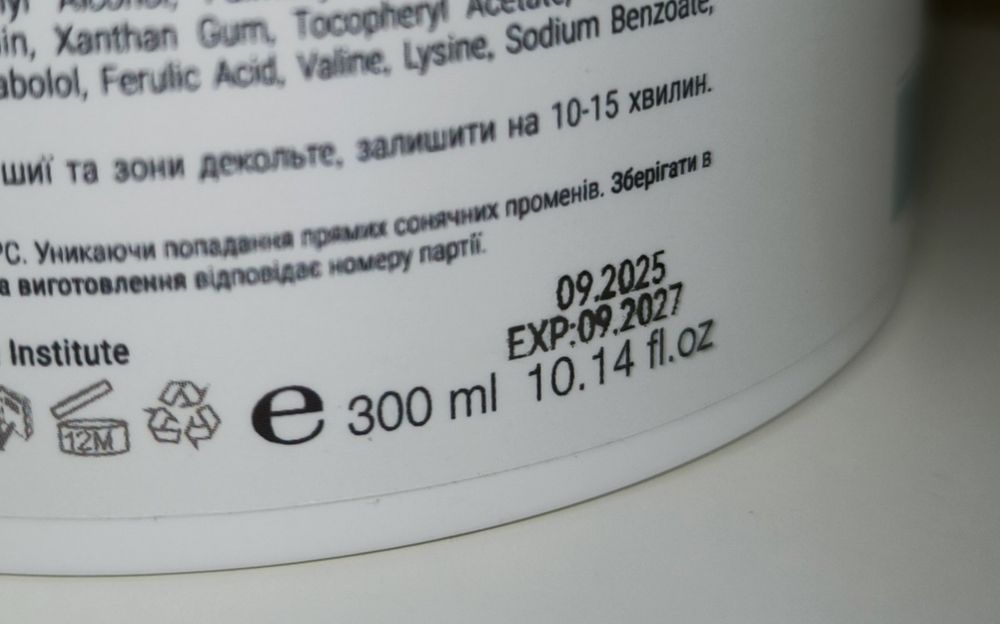 Xanthan Gum, Tocopheryl Acetate,
Ferulic Acid, Valine, Lysine, Sodium Benzoate,
шиї та зони декольте, залишити на 10-15 хвилин.
Уникаючи попадання прямих сонячних променів. Зберігати в
виготовлення відповідає номеру партії.
09.2025
EXP:09.2027
Institute
12M e 300 ml 10.14 fl.oz